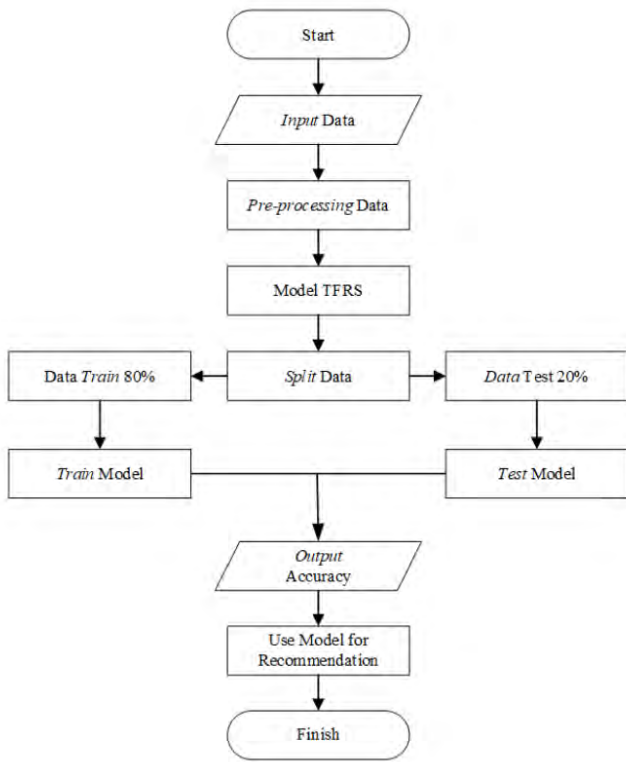 Start
Input Data
Pre-processing Data
Model TFRS
Data Train 80%
Split Data
Data Test 20%
Train Model
Test Model
Output
Accuracy
Use Model for
Recommendation
Finish